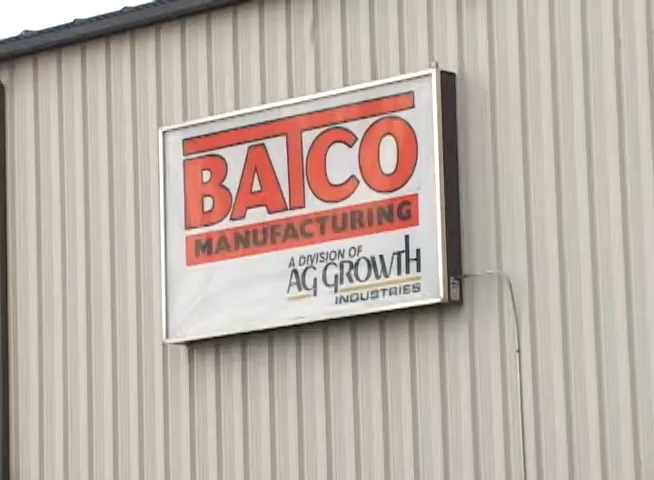 BATCO
MANUFACTURING
A DIVISION OF
AG GROWTH
INDUSTRIES